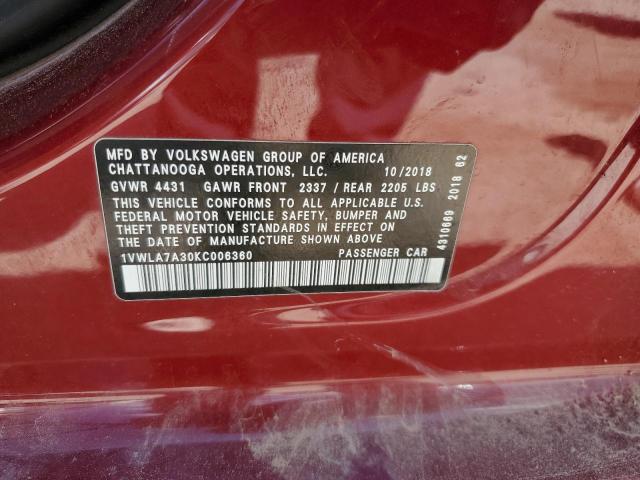 MFD BY VOLKSWAGEN GROUP OF AMERICA
CHATTANOOGA OPERATIONS, LLC. 10/2018
GVWR 4431 GAWR FRONT 2337 / REAR 2205 LBS
THIS VEHICLE CONFORMS TO ALL APPLICABLE U.S.
FEDERAL MOTOR VEHICLE SAFETY, BUMPER AND
THEFT PREVENTION STANDARDS IN EFFECT ON
THE DATE OF MANUFACTURE SHOWN ABOVE
1VWLA7A30KC006360 PASSENGER CAR
4310669 2018 62